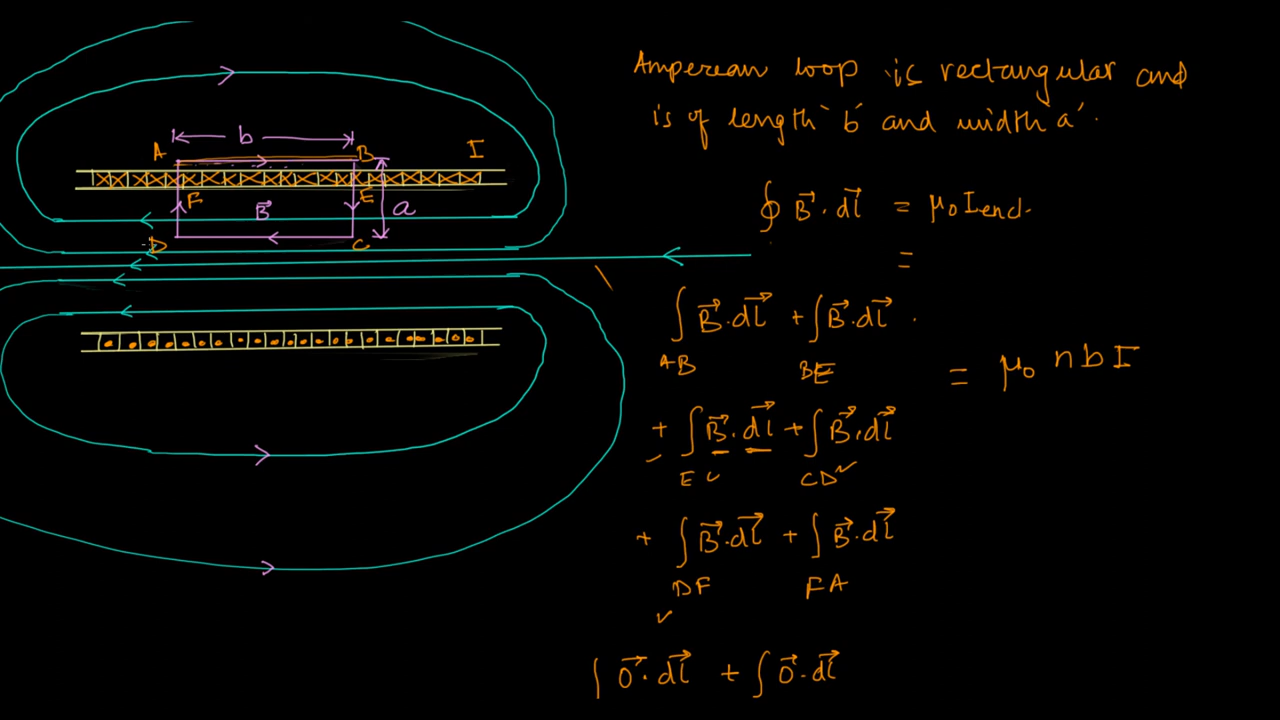 Amperean loop is rectangular and
is of length 'b' and width 'a'.
b
A B I
F E
B⃗ a
D C
∮ B⃗.dl⃗ = μ₀Iencl.
=
∫ B⃗.dl⃗ + ∫ B⃗.dl⃗ .
AB BE
= μ₀ n b I
+ ∫ B⃗.dl⃗ + ∫ B⃗.dl⃗
EC CD
+ ∫ B⃗.dl⃗ + ∫ B⃗.dl⃗
DF FA
∫ 0⃗.dl⃗ + ∫ 0⃗.dl⃗